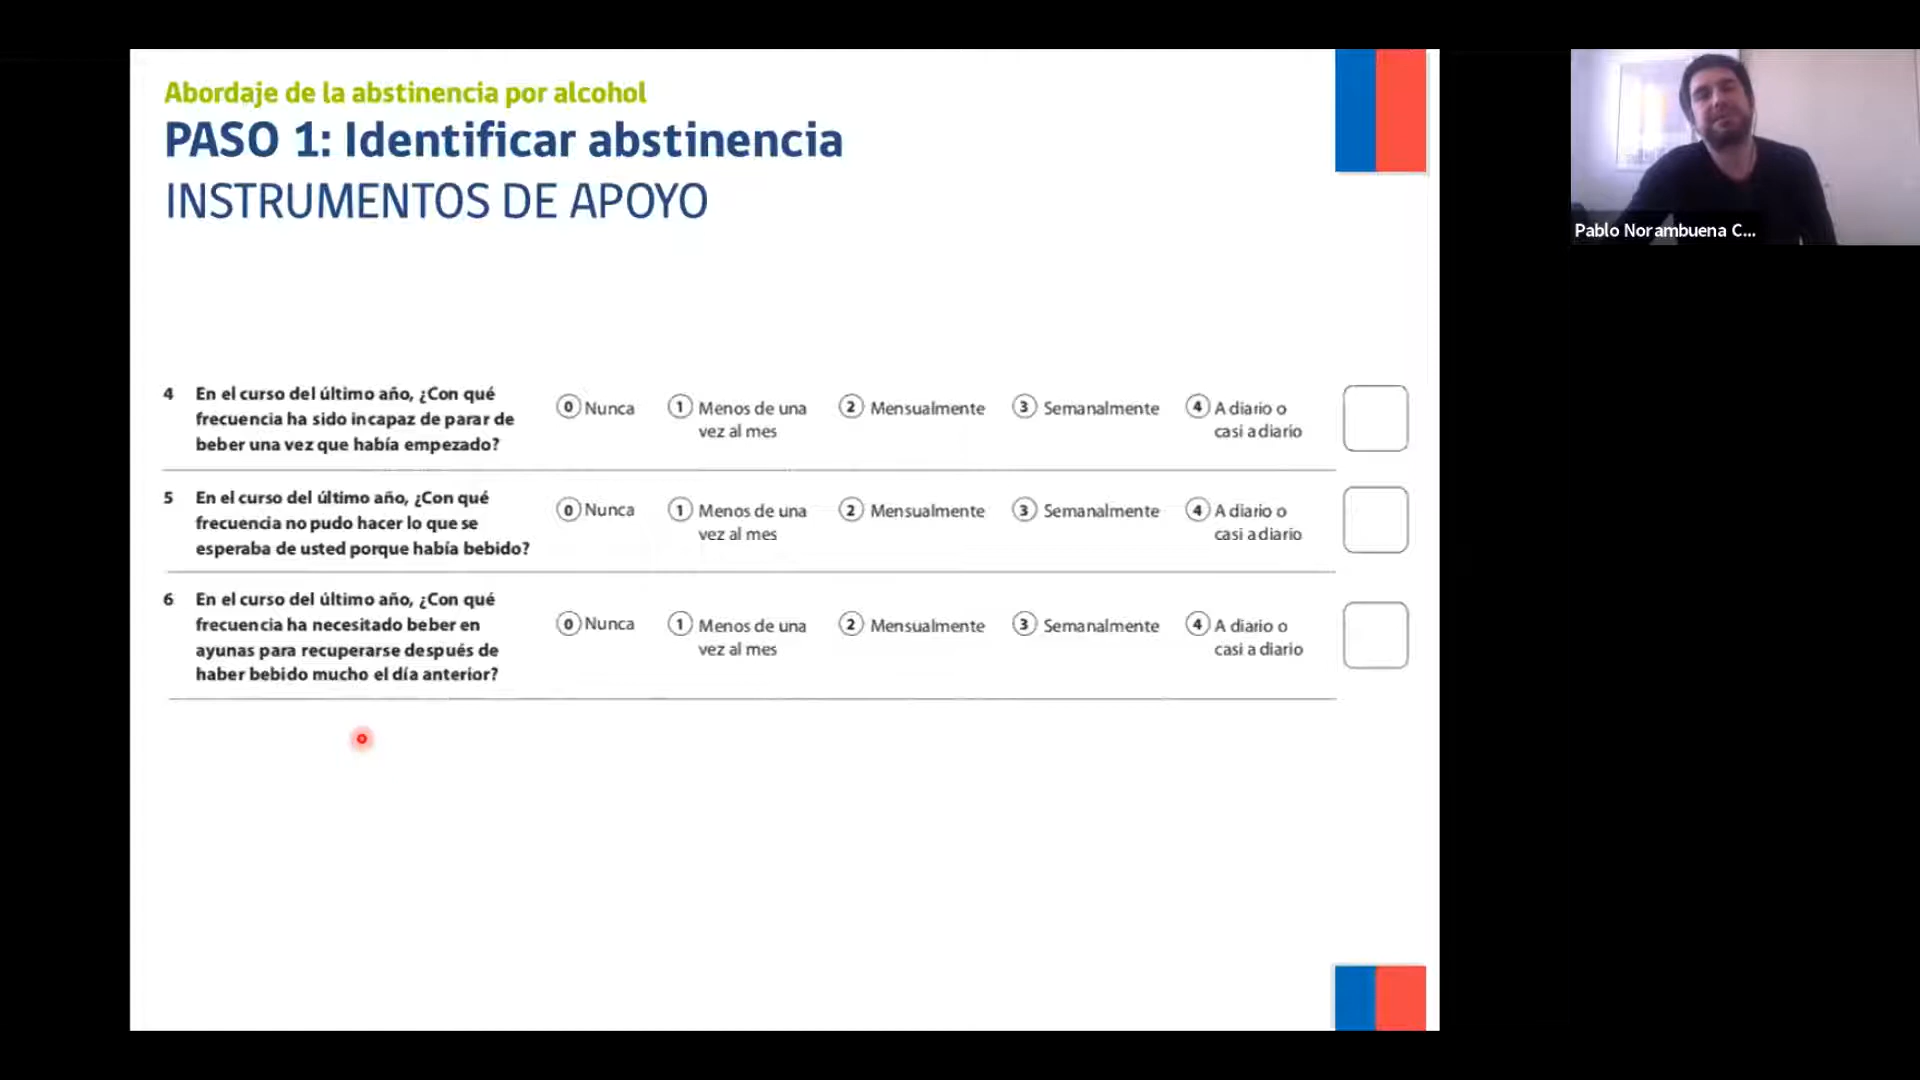 Abordaje de la abstinencia por alcohol
PASO 1: Identificar abstinencia
INSTRUMENTOS DE APOYO
Pablo Norambuena C...
4 En el curso del último año, ¿Con qué
frecuencia ha sido incapaz de parar de
beber una vez que había empezado?
0 Nunca
1 Menos de una
vez al mes
2 Mensualmente
3 Semanalmente
4 A diario o
casi a diario
5 En el curso del último año, ¿Con qué
frecuencia no pudo hacer lo que se
esperaba de usted porque había bebido?
0 Nunca
1 Menos de una
vez al mes
2 Mensualmente
3 Semanalmente
4 A diario o
casi a diario
6 En el curso del último año, ¿Con qué
frecuencia ha necesitado beber en
ayunas para recuperarse después de
haber bebido mucho el día anterior?
0 Nunca
1 Menos de una
vez al mes
2 Mensualmente
3 Semanalmente
4 A diario o
casi a diario